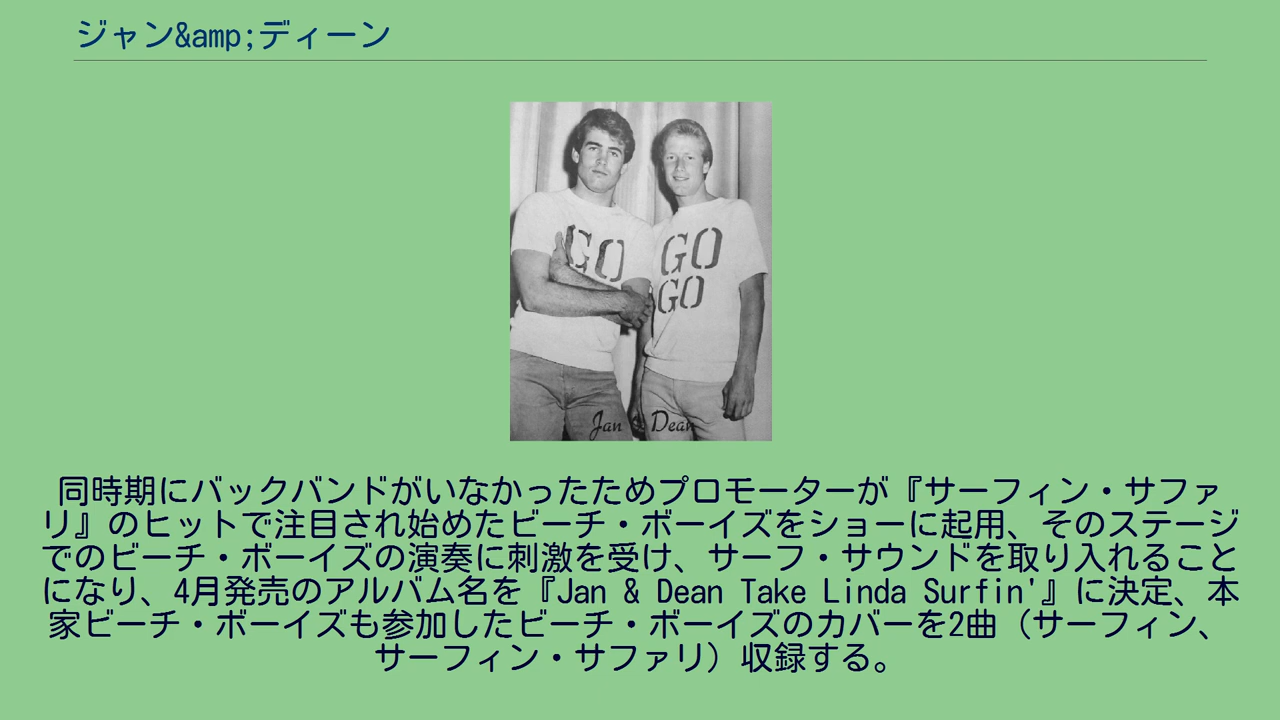 ジャン&amp;ディーン
GO
GO
GO
Jan & Dean
同時期にバックバンドがいなかったためプロモーターが『サーフィン・サファ
リ』のヒットで注目され始めたビーチ・ボーイズをショーに起用、そのステージ
でのビーチ・ボーイズの演奏に刺激を受け、サーフ・サウンドを取り入れること
になり、4月発売のアルバム名を『Jan & Dean Take Linda Surfin'』に決定、本
家ビーチ・ボーイズも参加したビーチ・ボーイズのカバーを2曲（サーフィン、
サーフィン・サファリ）収録する。